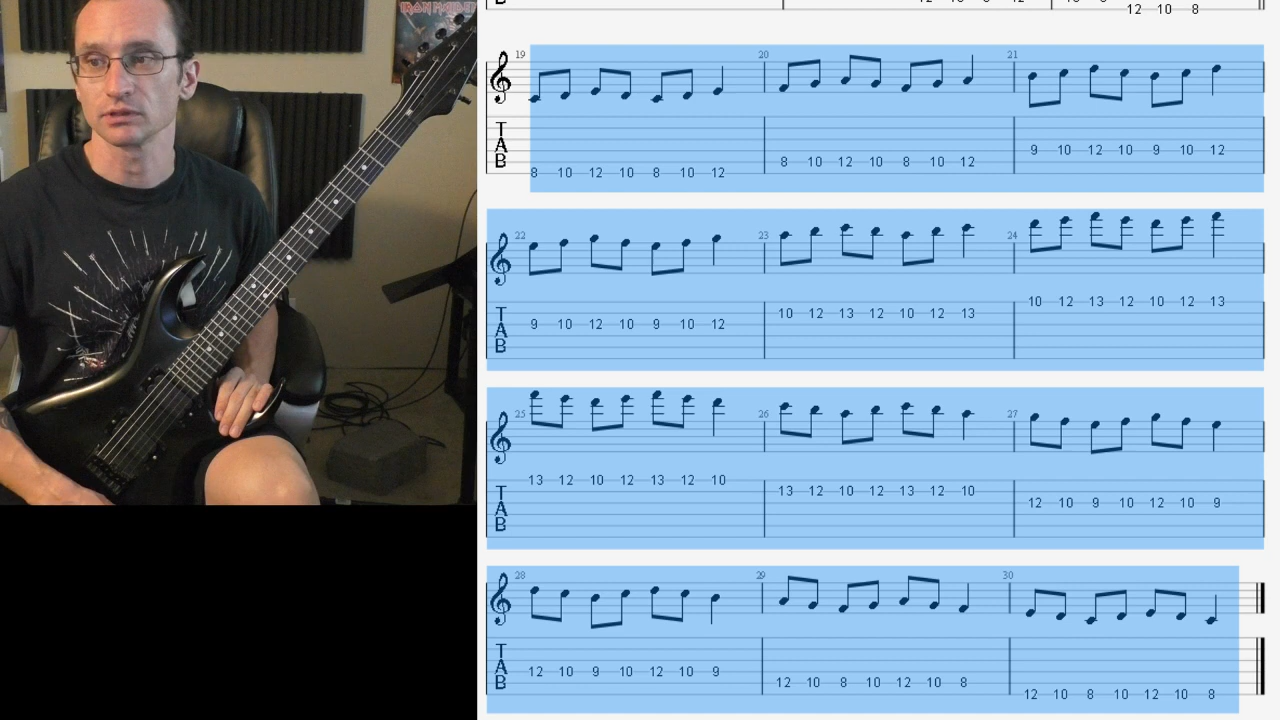 IRON MAIDEN
B 12 10 8 12 10 8
12 10 8
19 20 21
T
A
B
9 10 12 10 9 10 12
8 10 12 10 8 10 12
8 10 12 10 8 10 12
22 23 24
10 12 13 12 10 12 13
T 10 12 13 12 10 12 13
A 9 10 12 10 9 10 12
B
25 26 27
13 12 10 12 13 12 10
T 13 12 10 12 13 12 10
A 12 10 9 10 12 10 9
B
28 29 30
T
A
12 10 9 10 12 10 9
B 12 10 8 10 12 10 8
12 10 8 10 12 10 8